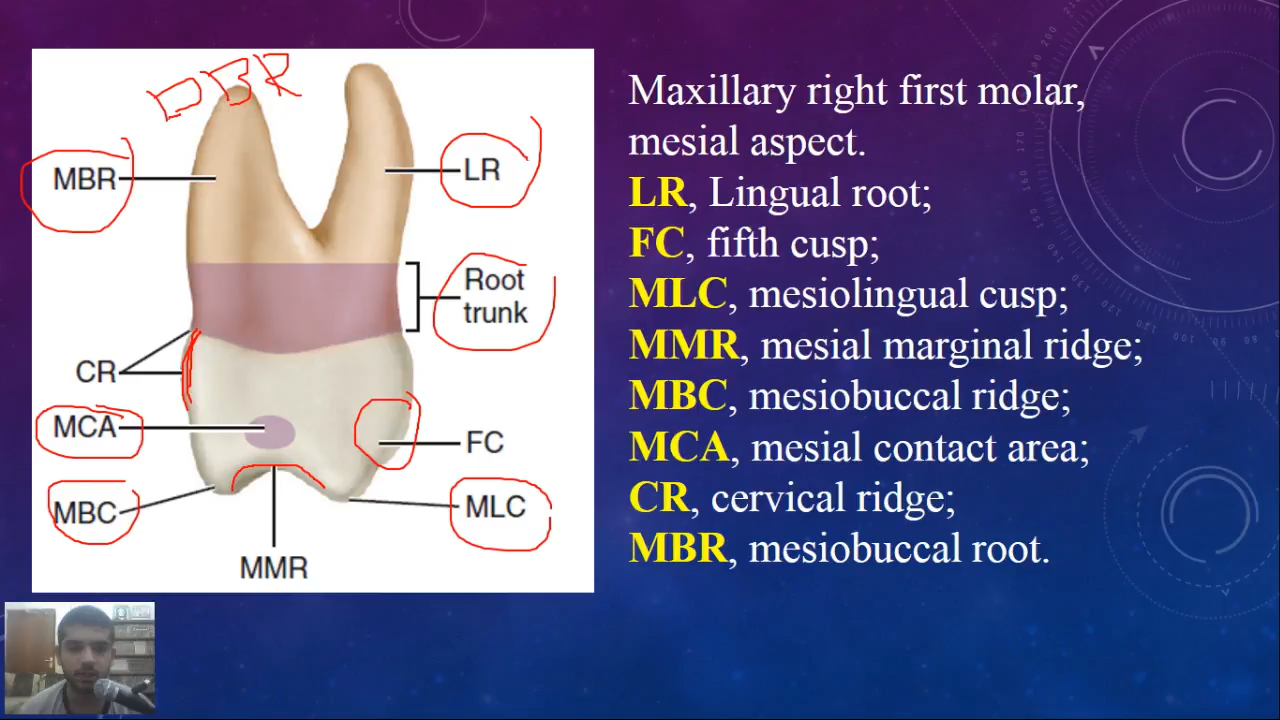 DBR
MBR
LR
Root
trunk
CR
MCA
FC
MBC
MLC
MMR
Maxillary right first molar,
mesial aspect.
LR, Lingual root;
FC, fifth cusp;
MLC, mesiolingual cusp;
MMR, mesial marginal ridge;
MBC, mesiobuccal ridge;
MCA, mesial contact area;
CR, cervical ridge;
MBR, mesiobuccal root.